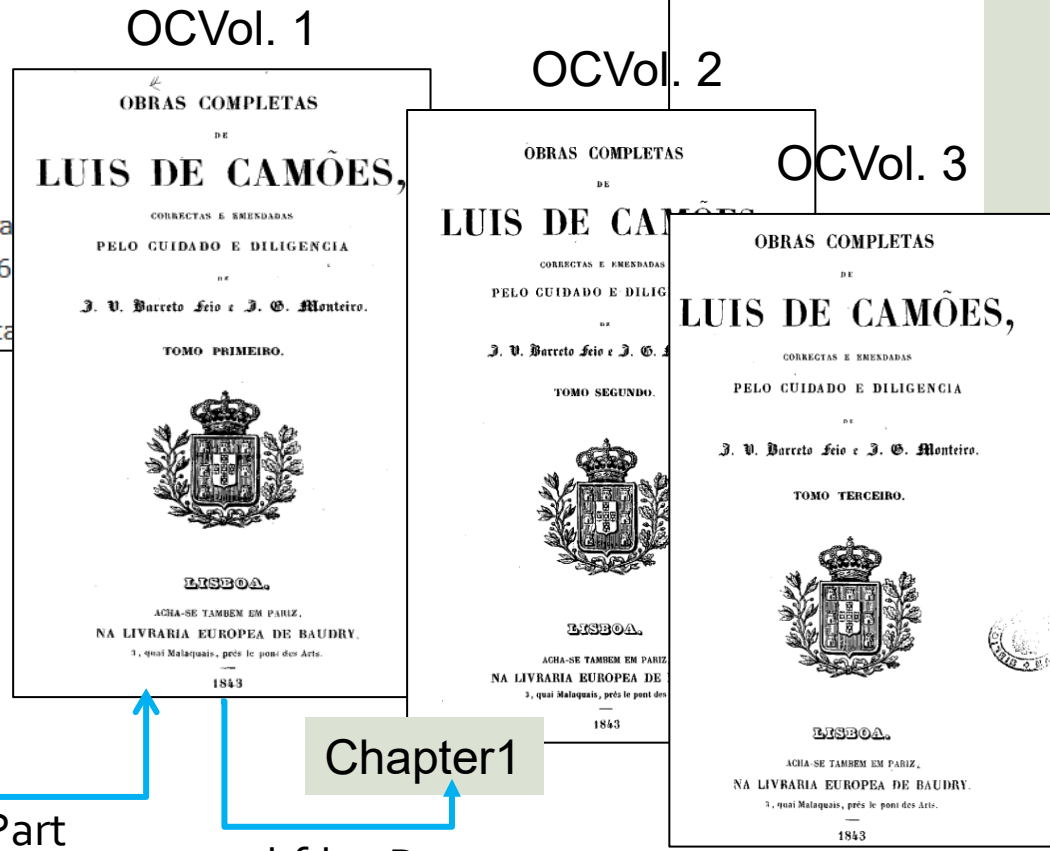 OCVol. 1
OBRAS COMPLETAS
DE
LUIS DE CAMÕES,
CORRECTAS E EMENDADAS
PELO CUIDADO E DILIGENCIA
DE
J. V. Barreto Feio e J. G. Monteiro.
TOMO PRIMEIRO.
LISBOA.
ACHA-SE TAMBEM EM PARIZ,
NA LIVRARIA EUROPEA DE BAUDRY.
3, quai Malaquais, près le pont des Arts.
1843
OCVol. 2
OBRAS COMPLETAS
DE
LUIS DE CAMÕES
CORRECTAS E EMENDADAS
PELO CUIDADO E DILIG
DE
J. V. Barreto Feio e J. G.
TOMO SEGUNDO.
LISBOA.
ACHA-SE TAMBEM EM PARIZ
NA LIVRARIA EUROPEA DE
3, quai Malaquais, près le pont des
1843
OCVol. 3
OBRAS COMPLETAS
DE
LUIS DE CAMÕES,
CORRECTAS E EMENDADAS
PELO CUIDADO E DILIGENCIA
DE
J. V. Barreto Feio e J. G. Monteiro.
TOMO TERCEIRO.
LISBOA.
ACHA-SE TAMBEM EM PARIZ,
NA LIVRARIA EUROPEA DE BAUDRY.
3, quai Malaquais, près le pont des Arts.
1843
Chapter1
Part